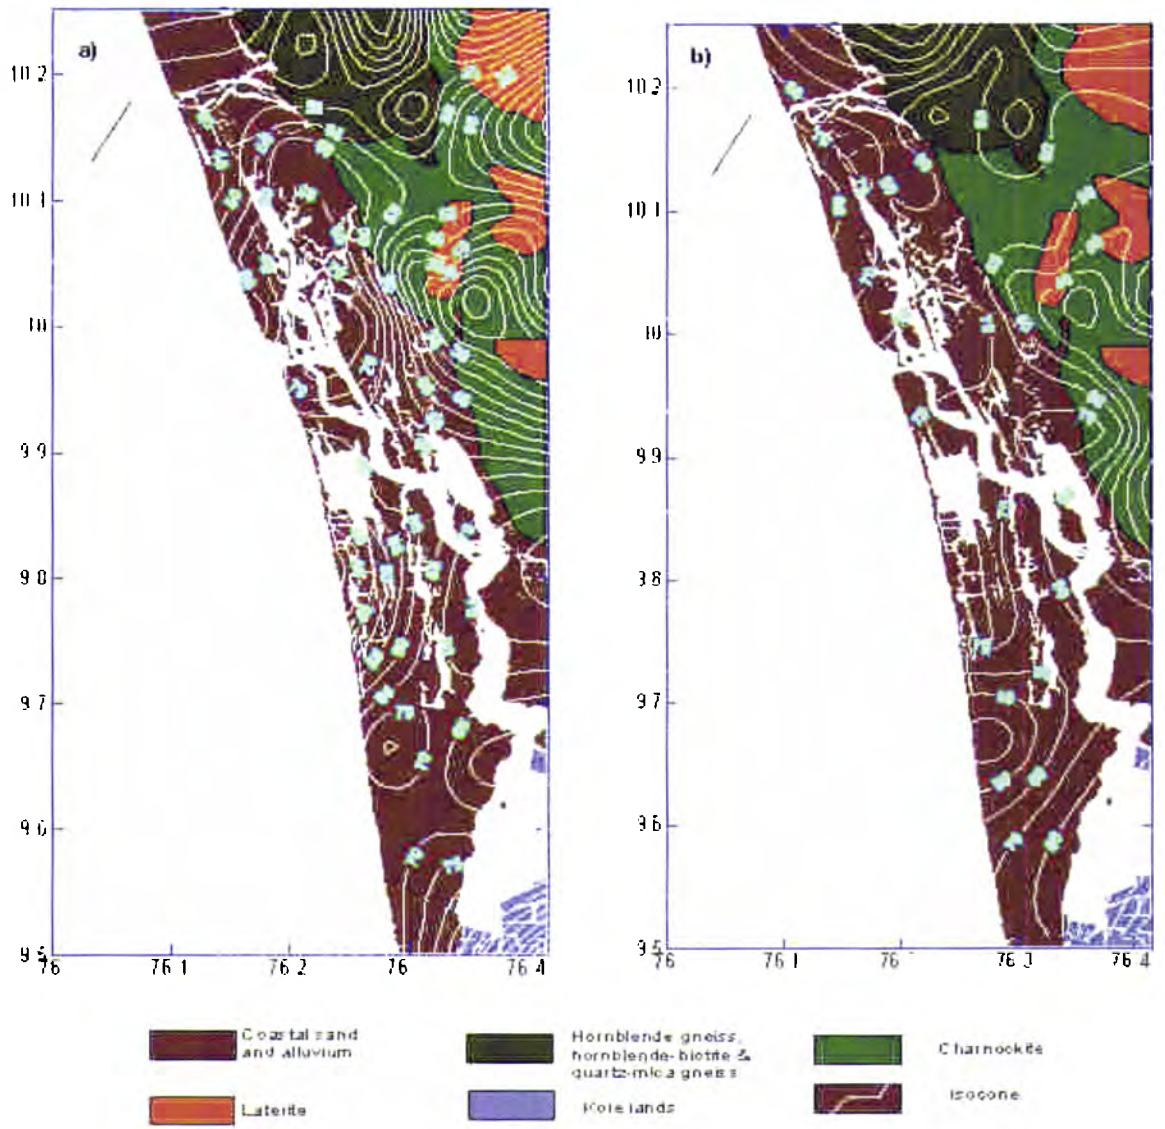 a)
10.2
10.1
10
9.9
9.8
9.7
9.6
9.5
76
76.1
76.2
76
76.4
b)
10.2
10.1
10
9.9
9.8
9.7
9.6
9.5
76
76.1
76.3
76.4
Coastal sand
and alluvium
Hornblende gneiss,
hornblende-biotite &
quartz-mica gneiss
Charnockite
Laterite
Kole lands
Isocone